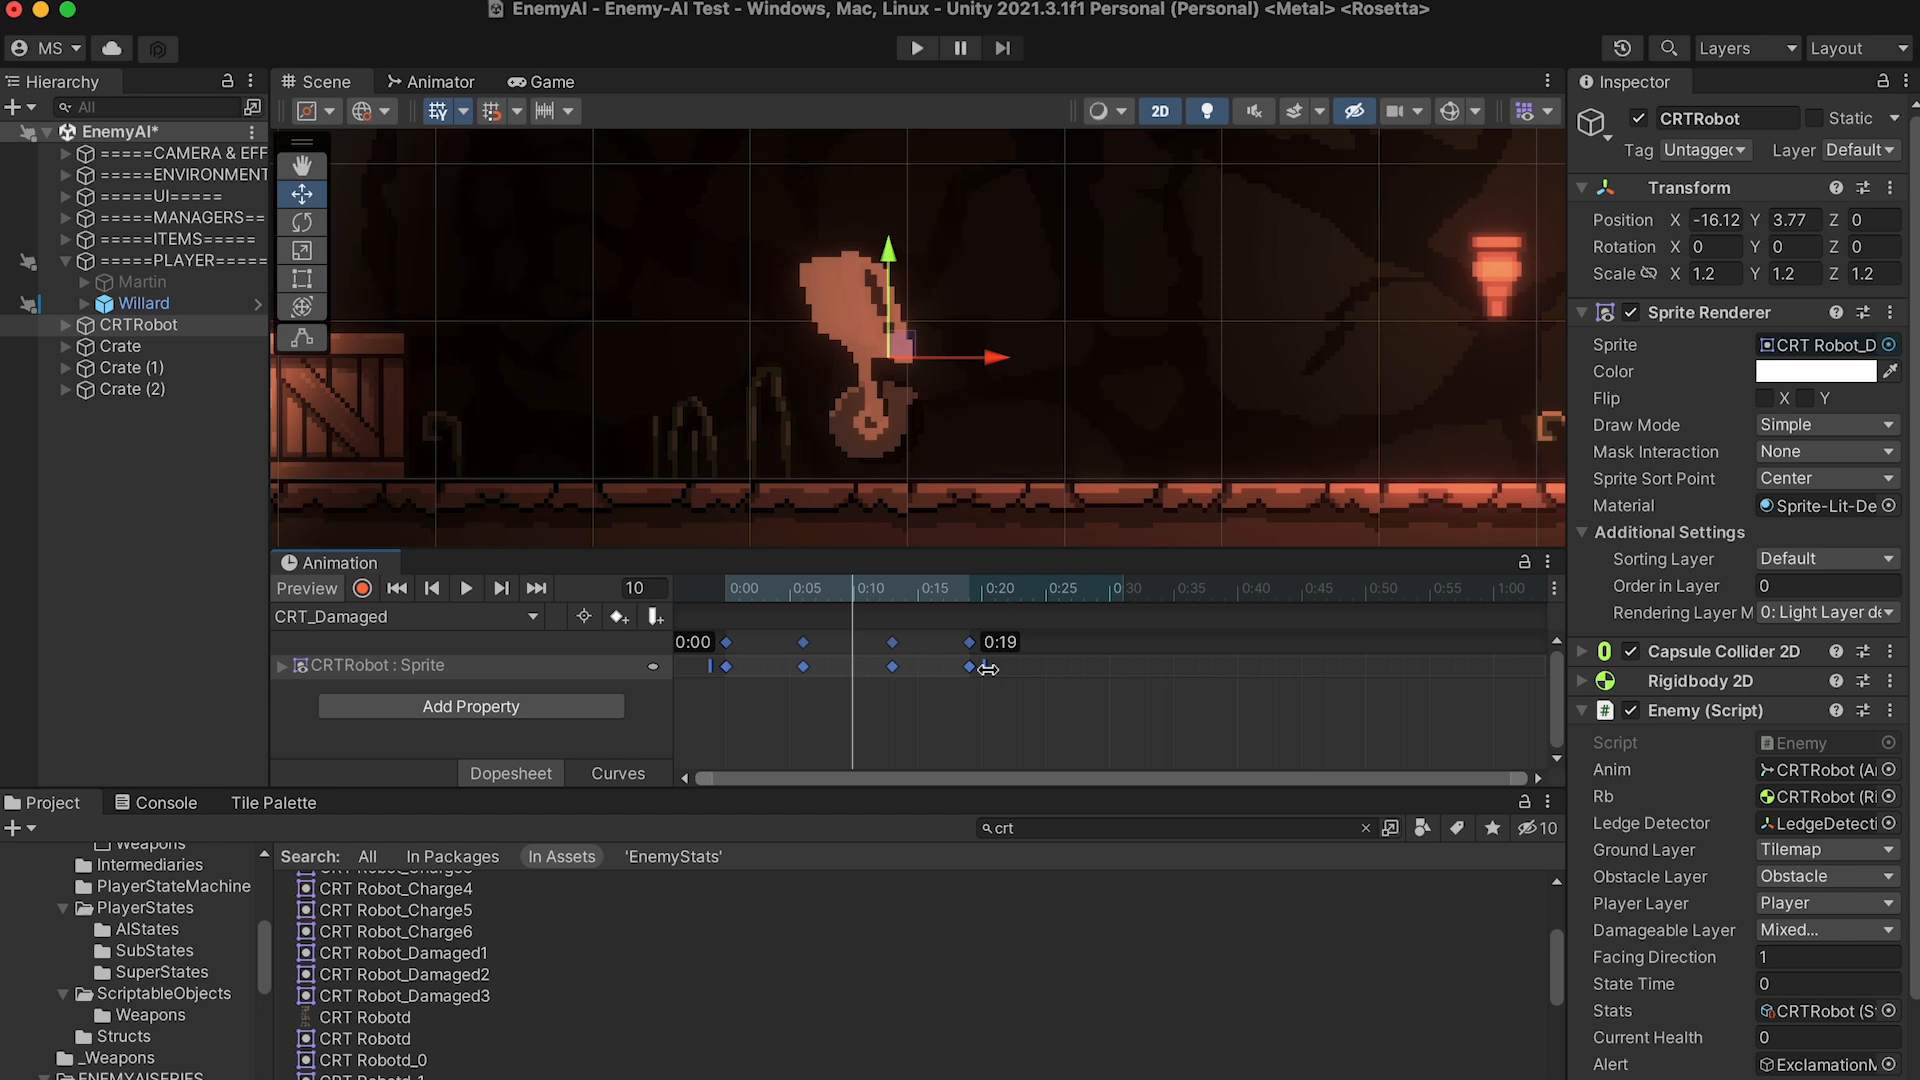 EnemyAI - Enemy-AI Test - Windows, Mac, Linux - Unity 2021.3.1f1 Personal (Personal) <Metal> <Rosetta>
MS
Layers
Layout
Hierarchy
Scene
Animator
Game
Inspector
All
2D
EnemyAI*
=====CAMERA & EFF
=====ENVIRONMENT
=====UI=====
=====MANAGERS==
=====ITEMS=====
=====PLAYER=====
Martin
Willard
CRTRobot
Crate
Crate (1)
Crate (2)
CRTRobot
Static
Tag
Untagged
Layer
Default
Transform
Position X -16.12 Y 3.77 Z 0
Rotation X 0 Y 0 Z 0
Scale X 1.2 Y 1.2 Z 1.2
Sprite Renderer
Sprite CRT Robot_D
Color
Flip X Y
Draw Mode Simple
Mask Interaction None
Sprite Sort Point Center
Material Sprite-Lit-De
Additional Settings
Sorting Layer Default
Order in Layer 0
Rendering Layer M 0: Light Layer de
Capsule Collider 2D
Rigidbody 2D
Enemy (Script)
Script Enemy
Anim CRTRobot (Ai
Rb CRTRobot (Ri
Ledge Detector LedgeDetecti
Ground Layer Tilemap
Obstacle Layer Obstacle
Player Layer Player
Damageable Layer Mixed...
Facing Direction 1
State Time 0
Stats CRTRobot (S
Current Health 0
Alert ExclamationM
Animation
Preview
10
0:00 0:05 0:10 0:15 0:20 0:25 0:30 0:35 0:40 0:45 0:50 0:55 1:00
CRT_Damaged
0:00
0:19
CRTRobot : Sprite
Add Property
Dopesheet
Curves
Project
Console
Tile Palette
crt
10
Search: All In Packages In Assets 'EnemyStats'
Weapons
Intermediaries
PlayerStateMachine
PlayerStates
AIStates
SubStates
SuperStates
ScriptableObjects
Weapons
Structs
_Weapons
ENEMYAISERIES
CRT Robot_Charge4
CRT Robot_Charge5
CRT Robot_Charge6
CRT Robot_Damaged1
CRT Robot_Damaged2
CRT Robot_Damaged3
CRT Robotd
CRT Robotd
CRT Robotd_0